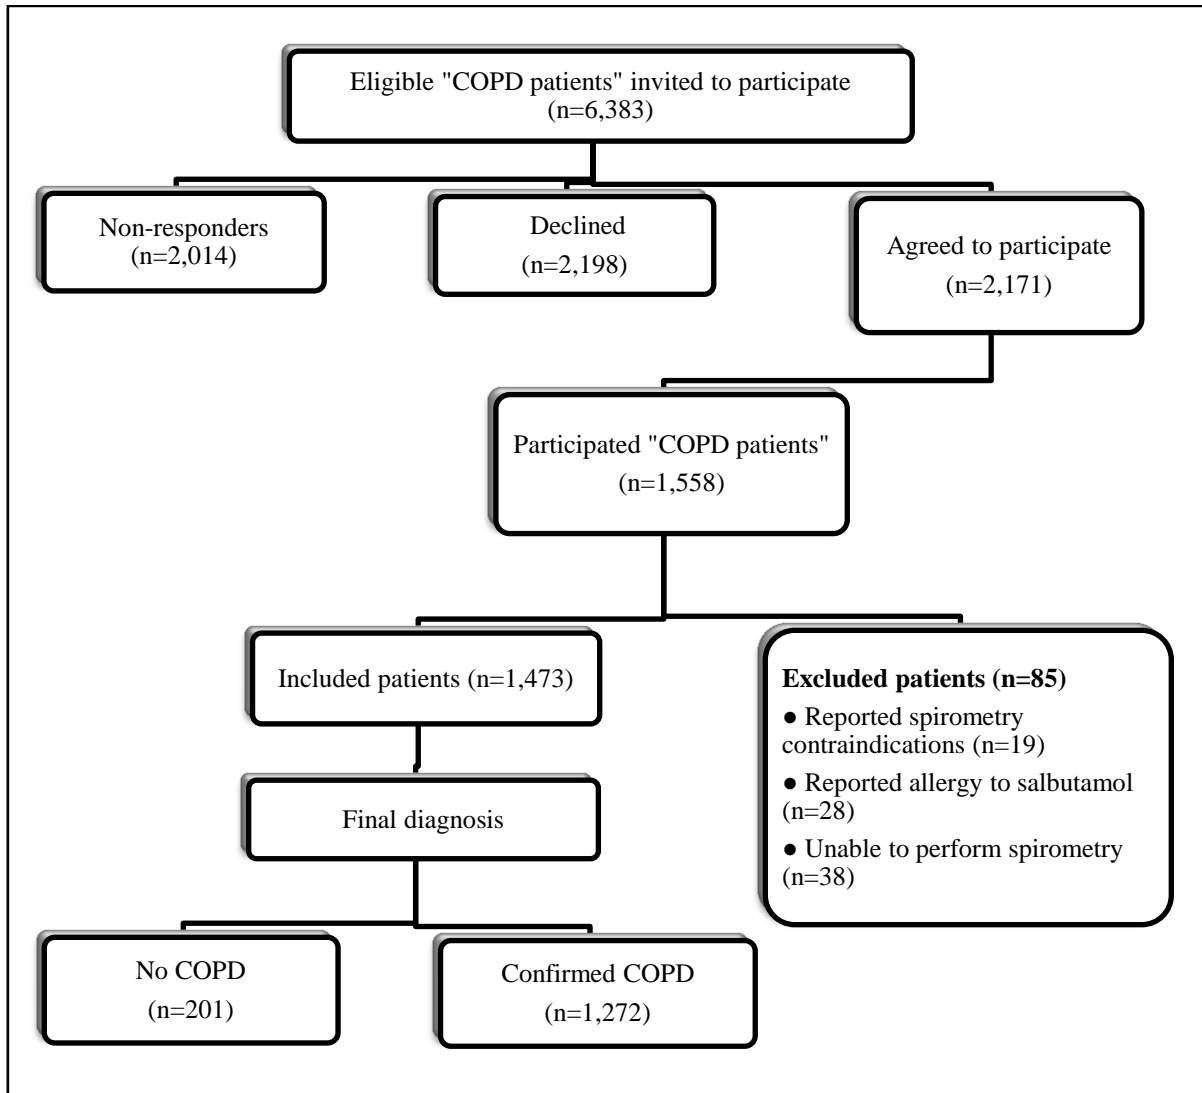 Eligible "COPD patients" invited to participate
(n=6,383)
Non-responders
(n=2,014)
Declined
(n=2,198)
Agreed to participate
(n=2,171)
Participated "COPD patients"
(n=1,558)
Included patients (n=1,473)
Excluded patients (n=85)
● Reported spirometry
contraindications (n=19)
● Reported allergy to salbutamol
(n=28)
● Unable to perform spirometry
(n=38)
Final diagnosis
No COPD
(n=201)
Confirmed COPD
(n=1,272)